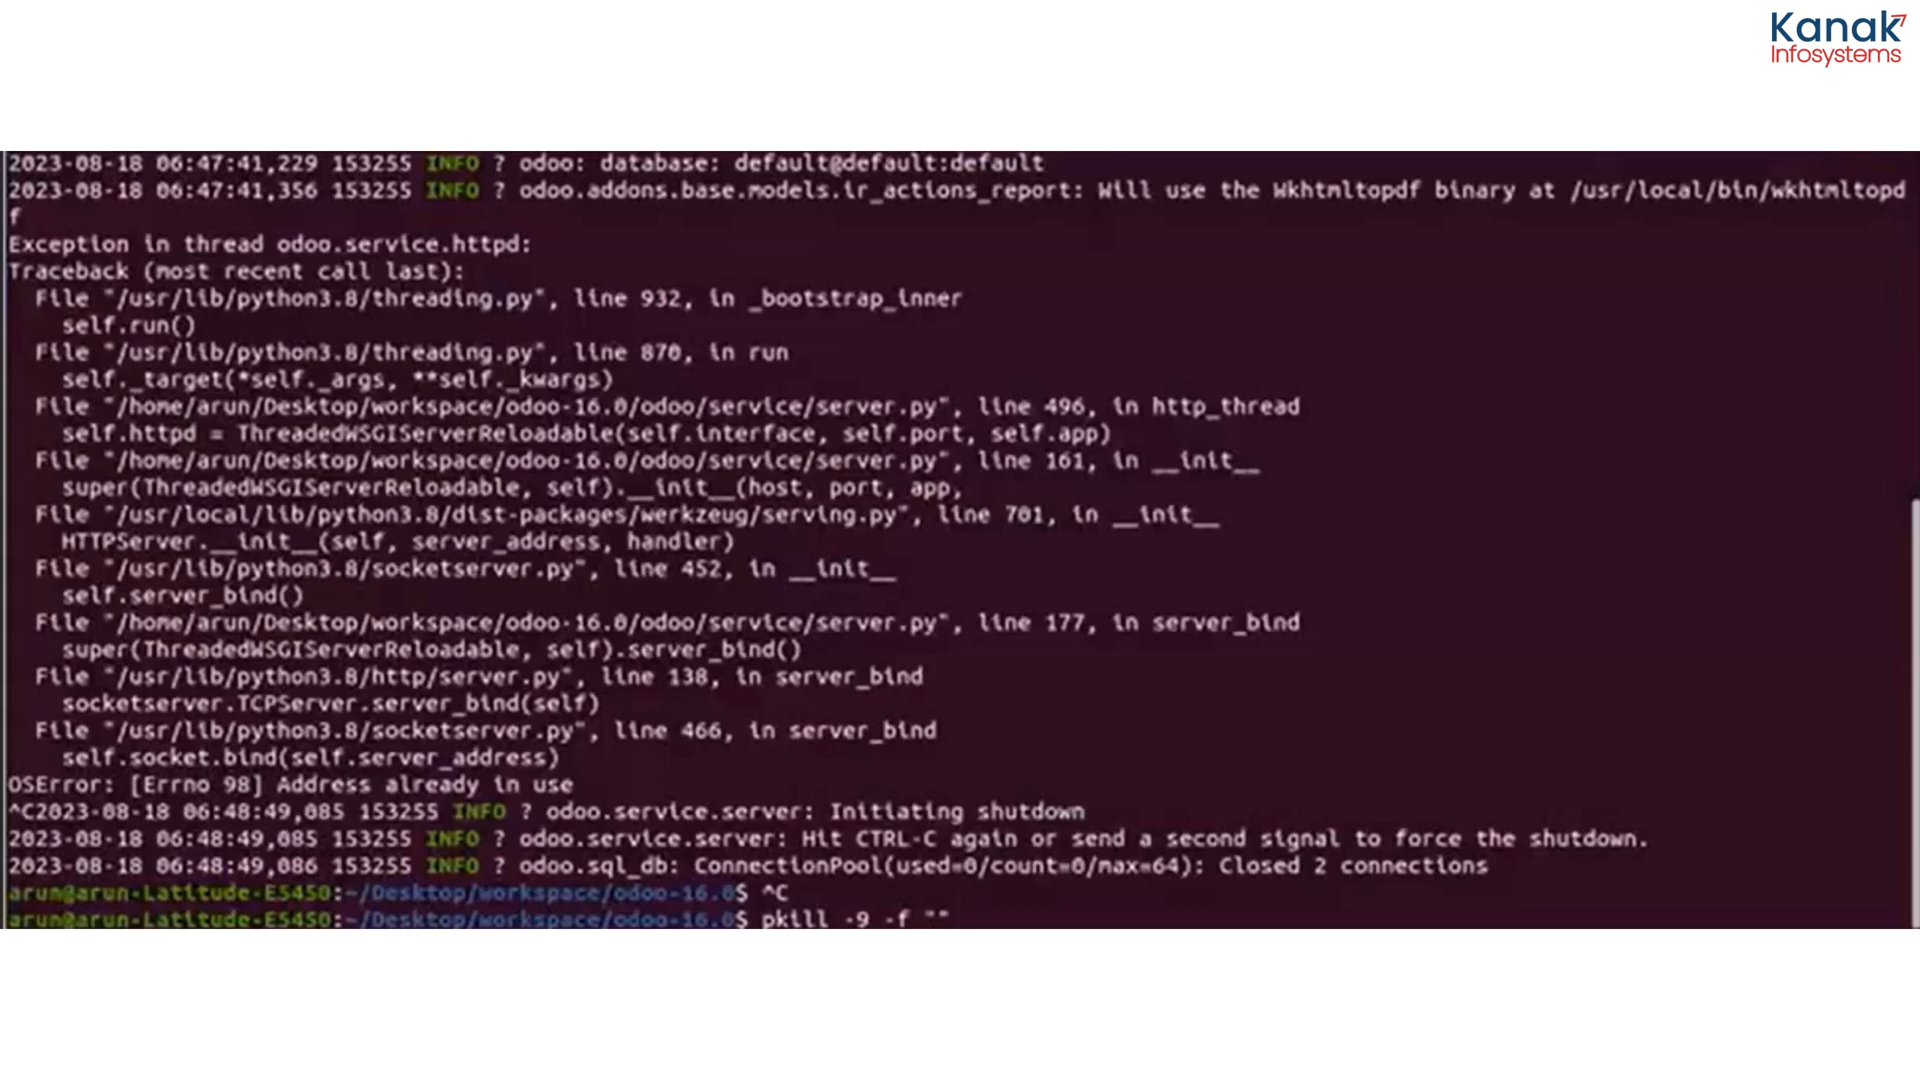 Kanak
Infosystems
2023-08-18 06:47:41,229 153255 INFO ? odoo: database: default@default:default
2023-08-18 06:47:41,356 153255 INFO ? odoo.addons.base.models.ir_actions_report: Will use the Wkhtmltopdf binary at /usr/local/bin/wkhtmltopd
f
Exception in thread odoo.service.httpd:
Traceback (most recent call last):
File "/usr/lib/python3.8/threading.py", line 932, in _bootstrap_inner
self.run()
File "/usr/lib/python3.8/threading.py", line 870, in run
self._target(*self._args, **self._kwargs)
File "/home/arun/Desktop/workspace/odoo-16.0/odoo/service/server.py", line 496, in http_thread
self.httpd = ThreadedWSGIServerReloadable(self.interface, self.port, self.app)
File "/home/arun/Desktop/workspace/odoo-16.0/odoo/service/server.py", line 161, in __init__
super(ThreadedWSGIServerReloadable, self).__init__(host, port, app,
File "/usr/local/lib/python3.8/dist-packages/werkzeug/serving.py", line 701, in __init__
HTTPServer.__init__(self, server_address, handler)
File "/usr/lib/python3.8/socketserver.py", line 452, in __init__
self.server_bind()
File "/home/arun/Desktop/workspace/odoo-16.0/odoo/service/server.py", line 177, in server_bind
super(ThreadedWSGIServerReloadable, self).server_bind()
File "/usr/lib/python3.8/http/server.py", line 138, in server_bind
socketserver.TCPServer.server_bind(self)
File "/usr/lib/python3.8/socketserver.py", line 466, in server_bind
self.socket.bind(self.server_address)
OSError: [Errno 98] Address already in use
^C2023-08-18 06:48:49,085 153255 INFO ? odoo.service.server: Initiating shutdown
2023-08-18 06:48:49,085 153255 INFO ? odoo.service.server: Hit CTRL-C again or send a second signal to force the shutdown.
2023-08-18 06:48:49,086 153255 INFO ? odoo.sql_db: ConnectionPool(used=0/count=0/max=64): Closed 2 connections
arun@arun-Latitude-E5450:~/Desktop/workspace/odoo-16.0$ ^C
arun@arun-Latitude-E5450:~/Desktop/workspace/odoo-16.0$ pkill -9 -f ""